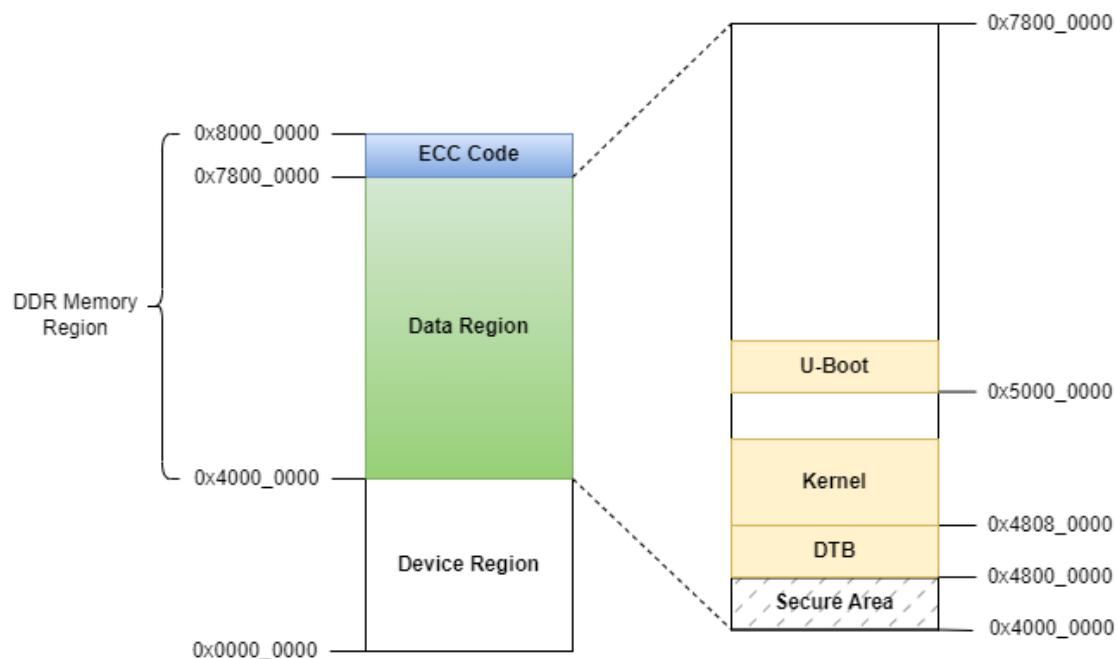 0x7800_0000
0x8000_0000
ECC Code
0x7800_0000
DDR Memory
Region
Data Region
U-Boot
0x5000_0000
0x4000_0000
Kernel
0x4808_0000
Device Region
DTB
0x4800_0000
Secure Area
0x4000_0000
0x0000_0000